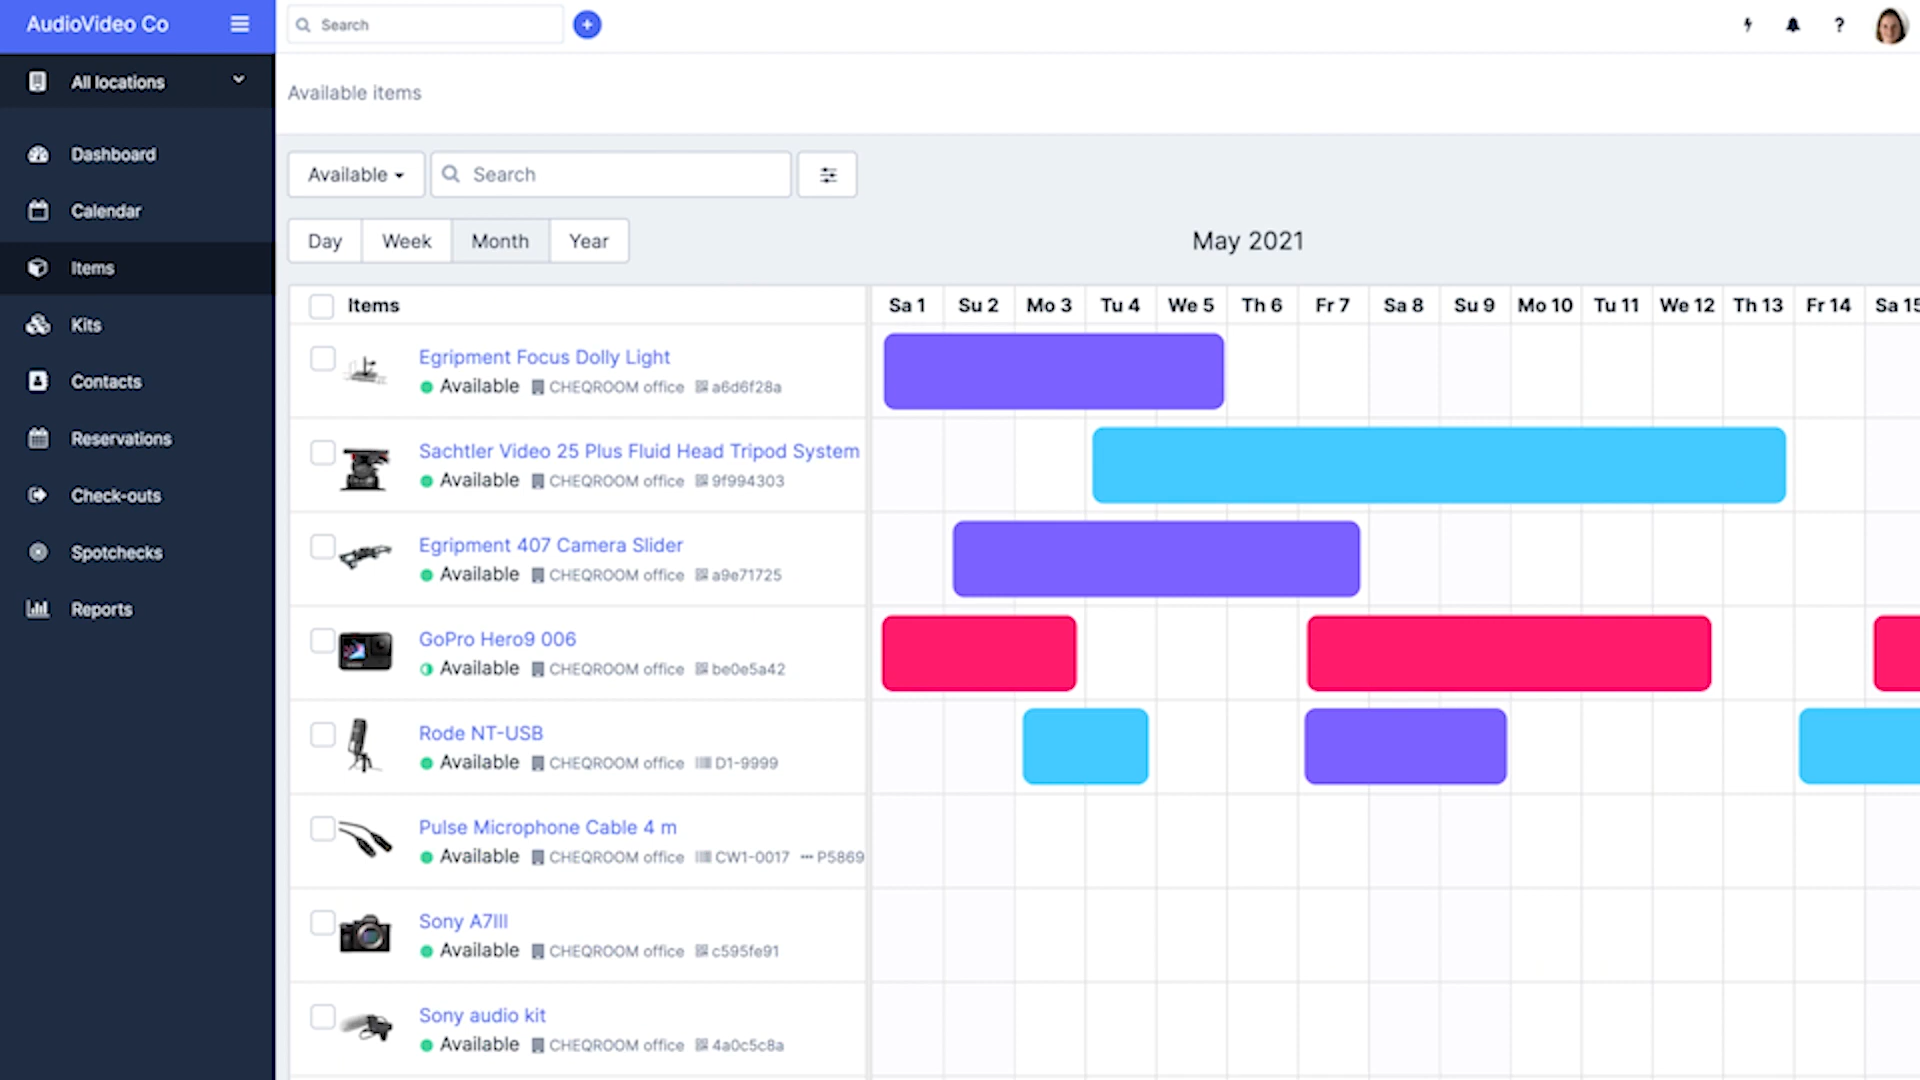 AudioVideo Co
Search
All locations
Available items
Dashboard
Available
Search
Calendar
Day Week Month Year
May 2021
Items
Kits
Contacts
Reservations
Check-outs
Spotchecks
Reports
Items Sa 1 Su 2 Mo 3 Tu 4 We 5 Th 6 Fr 7 Sa 8 Su 9 Mo 10 Tu 11 We 12 Th 13 Fr 14 Sa 15
Egripment Focus Dolly Light
Available CHEQROOM office a6d6f28a
Sachtler Video 25 Plus Fluid Head Tripod System
Available CHEQROOM office 9f994303
Egripment 407 Camera Slider
Available CHEQROOM office a9e71725
GoPro Hero9 006
Available CHEQROOM office be0e5a42
Rode NT-USB
Available CHEQROOM office D1-9999
Pulse Microphone Cable 4 m
Available CHEQROOM office CW1-0017 P5869
Sony A7III
Available CHEQROOM office c595fe91
Sony audio kit
Available CHEQROOM office 4a0c5c8a